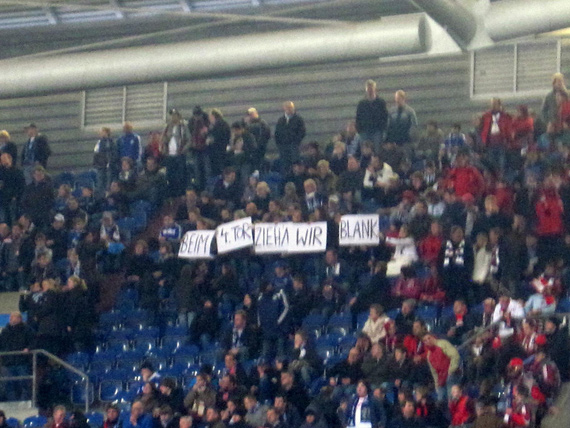 BEIM 4. TOR ZIEHA WIR BLANK